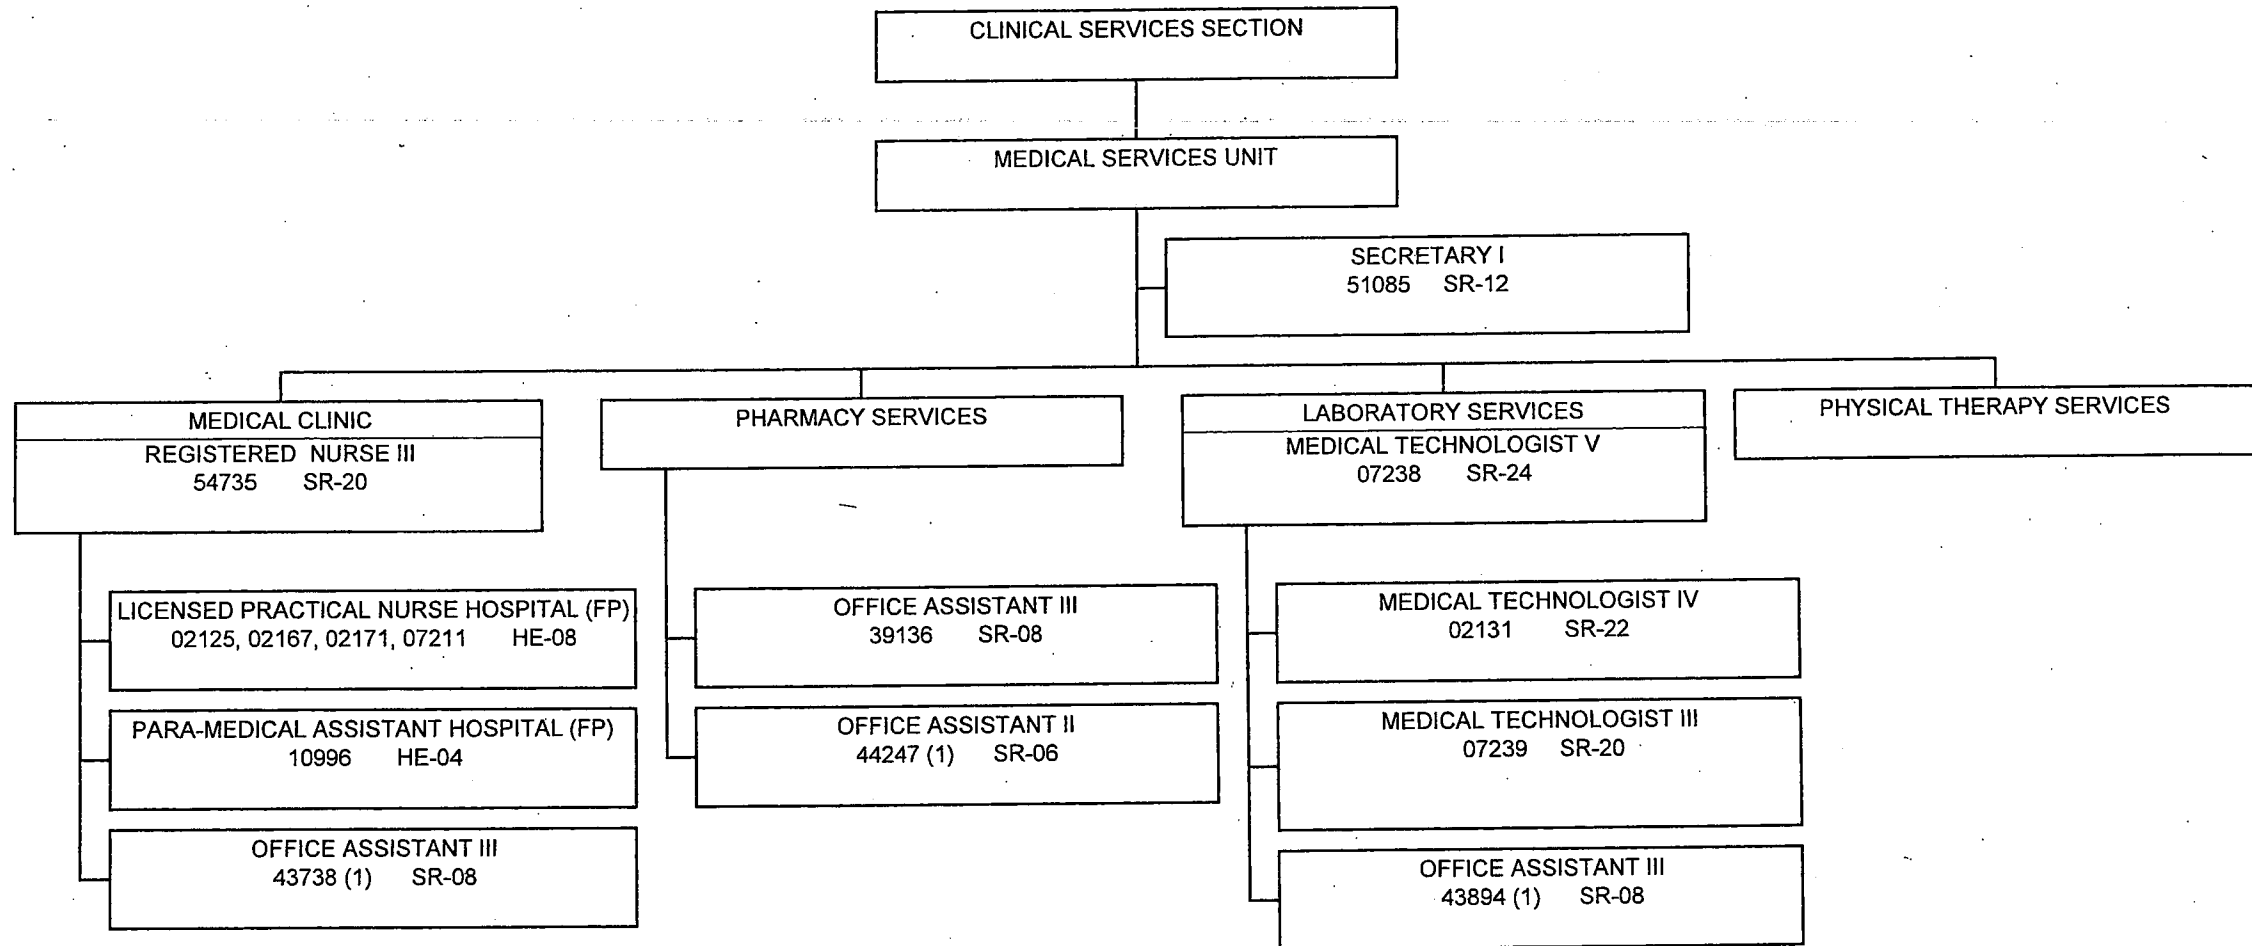 CLINICAL SERVICES SECTION
MEDICAL SERVICES UNIT
SECRETARY I
51085 SR-12
MEDICAL CLINIC
REGISTERED NURSE III
54735 SR-20
LICENSED PRACTICAL NURSE HOSPITAL (FP)
02125, 02167, 02171, 07211 HE-08
PARA-MEDICAL ASSISTANT HOSPITAL (FP)
10996 HE-04
OFFICE ASSISTANT III
43738 (1) SR-08
PHARMACY SERVICES
OFFICE ASSISTANT III
39136 SR-08
OFFICE ASSISTANT II
44247 (1) SR-06
LABORATORY SERVICES
MEDICAL TECHNOLOGIST V
07238 SR-24
MEDICAL TECHNOLOGIST IV
02131 SR-22
MEDICAL TECHNOLOGIST III
07239 SR-20
OFFICE ASSISTANT III
43894 (1) SR-08
PHYSICAL THERAPY SERVICES